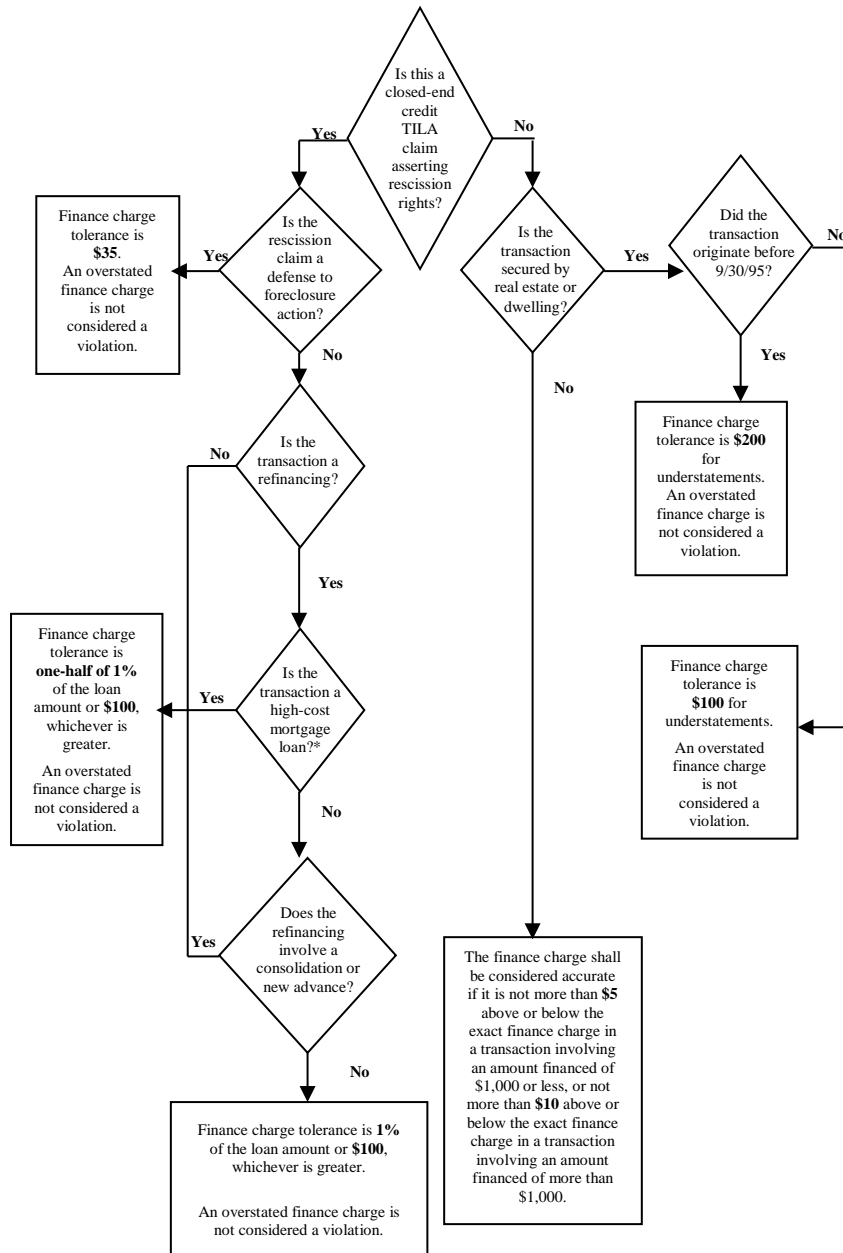 Is this a
closed-end
credit
TILA
claim
asserting
rescission
rights?
Yes
No
Finance charge
tolerance is
$35.
An overstated
finance charge
is not
considered a
violation.
Yes
Is the
rescission
claim a
defense to
foreclosure
action?
No
Is the
transaction
secured by
real estate or
dwelling?
Yes
No
Did the
transaction
originate before
9/30/95?
No
Yes
Finance charge
tolerance is $200
for
understatements.
An overstated
finance charge is
not considered a
violation.
Is the
transaction a
refinancing?
No
Yes
Finance charge
tolerance is
one-half of 1%
of the loan
amount or $100,
whichever is
greater.
An overstated
finance charge is
not considered a
violation.
Yes
Is the
transaction a
high-cost
mortgage
loan?*
No
Finance charge
tolerance is
$100 for
understatements.
An overstated
finance charge
is not
considered a
violation.
Does the
refinancing
involve a
consolidation or
new advance?
Yes
No
The finance charge shall
be considered accurate
if it is not more than $5
above or below the
exact finance charge in
a transaction involving
an amount financed of
$1,000 or less, or not
more than $10 above or
below the exact finance
charge in a transaction
involving an amount
financed of more than
$1,000.
Finance charge tolerance is 1%
of the loan amount or $100,
whichever is greater.
An overstated finance charge is
not considered a violation.